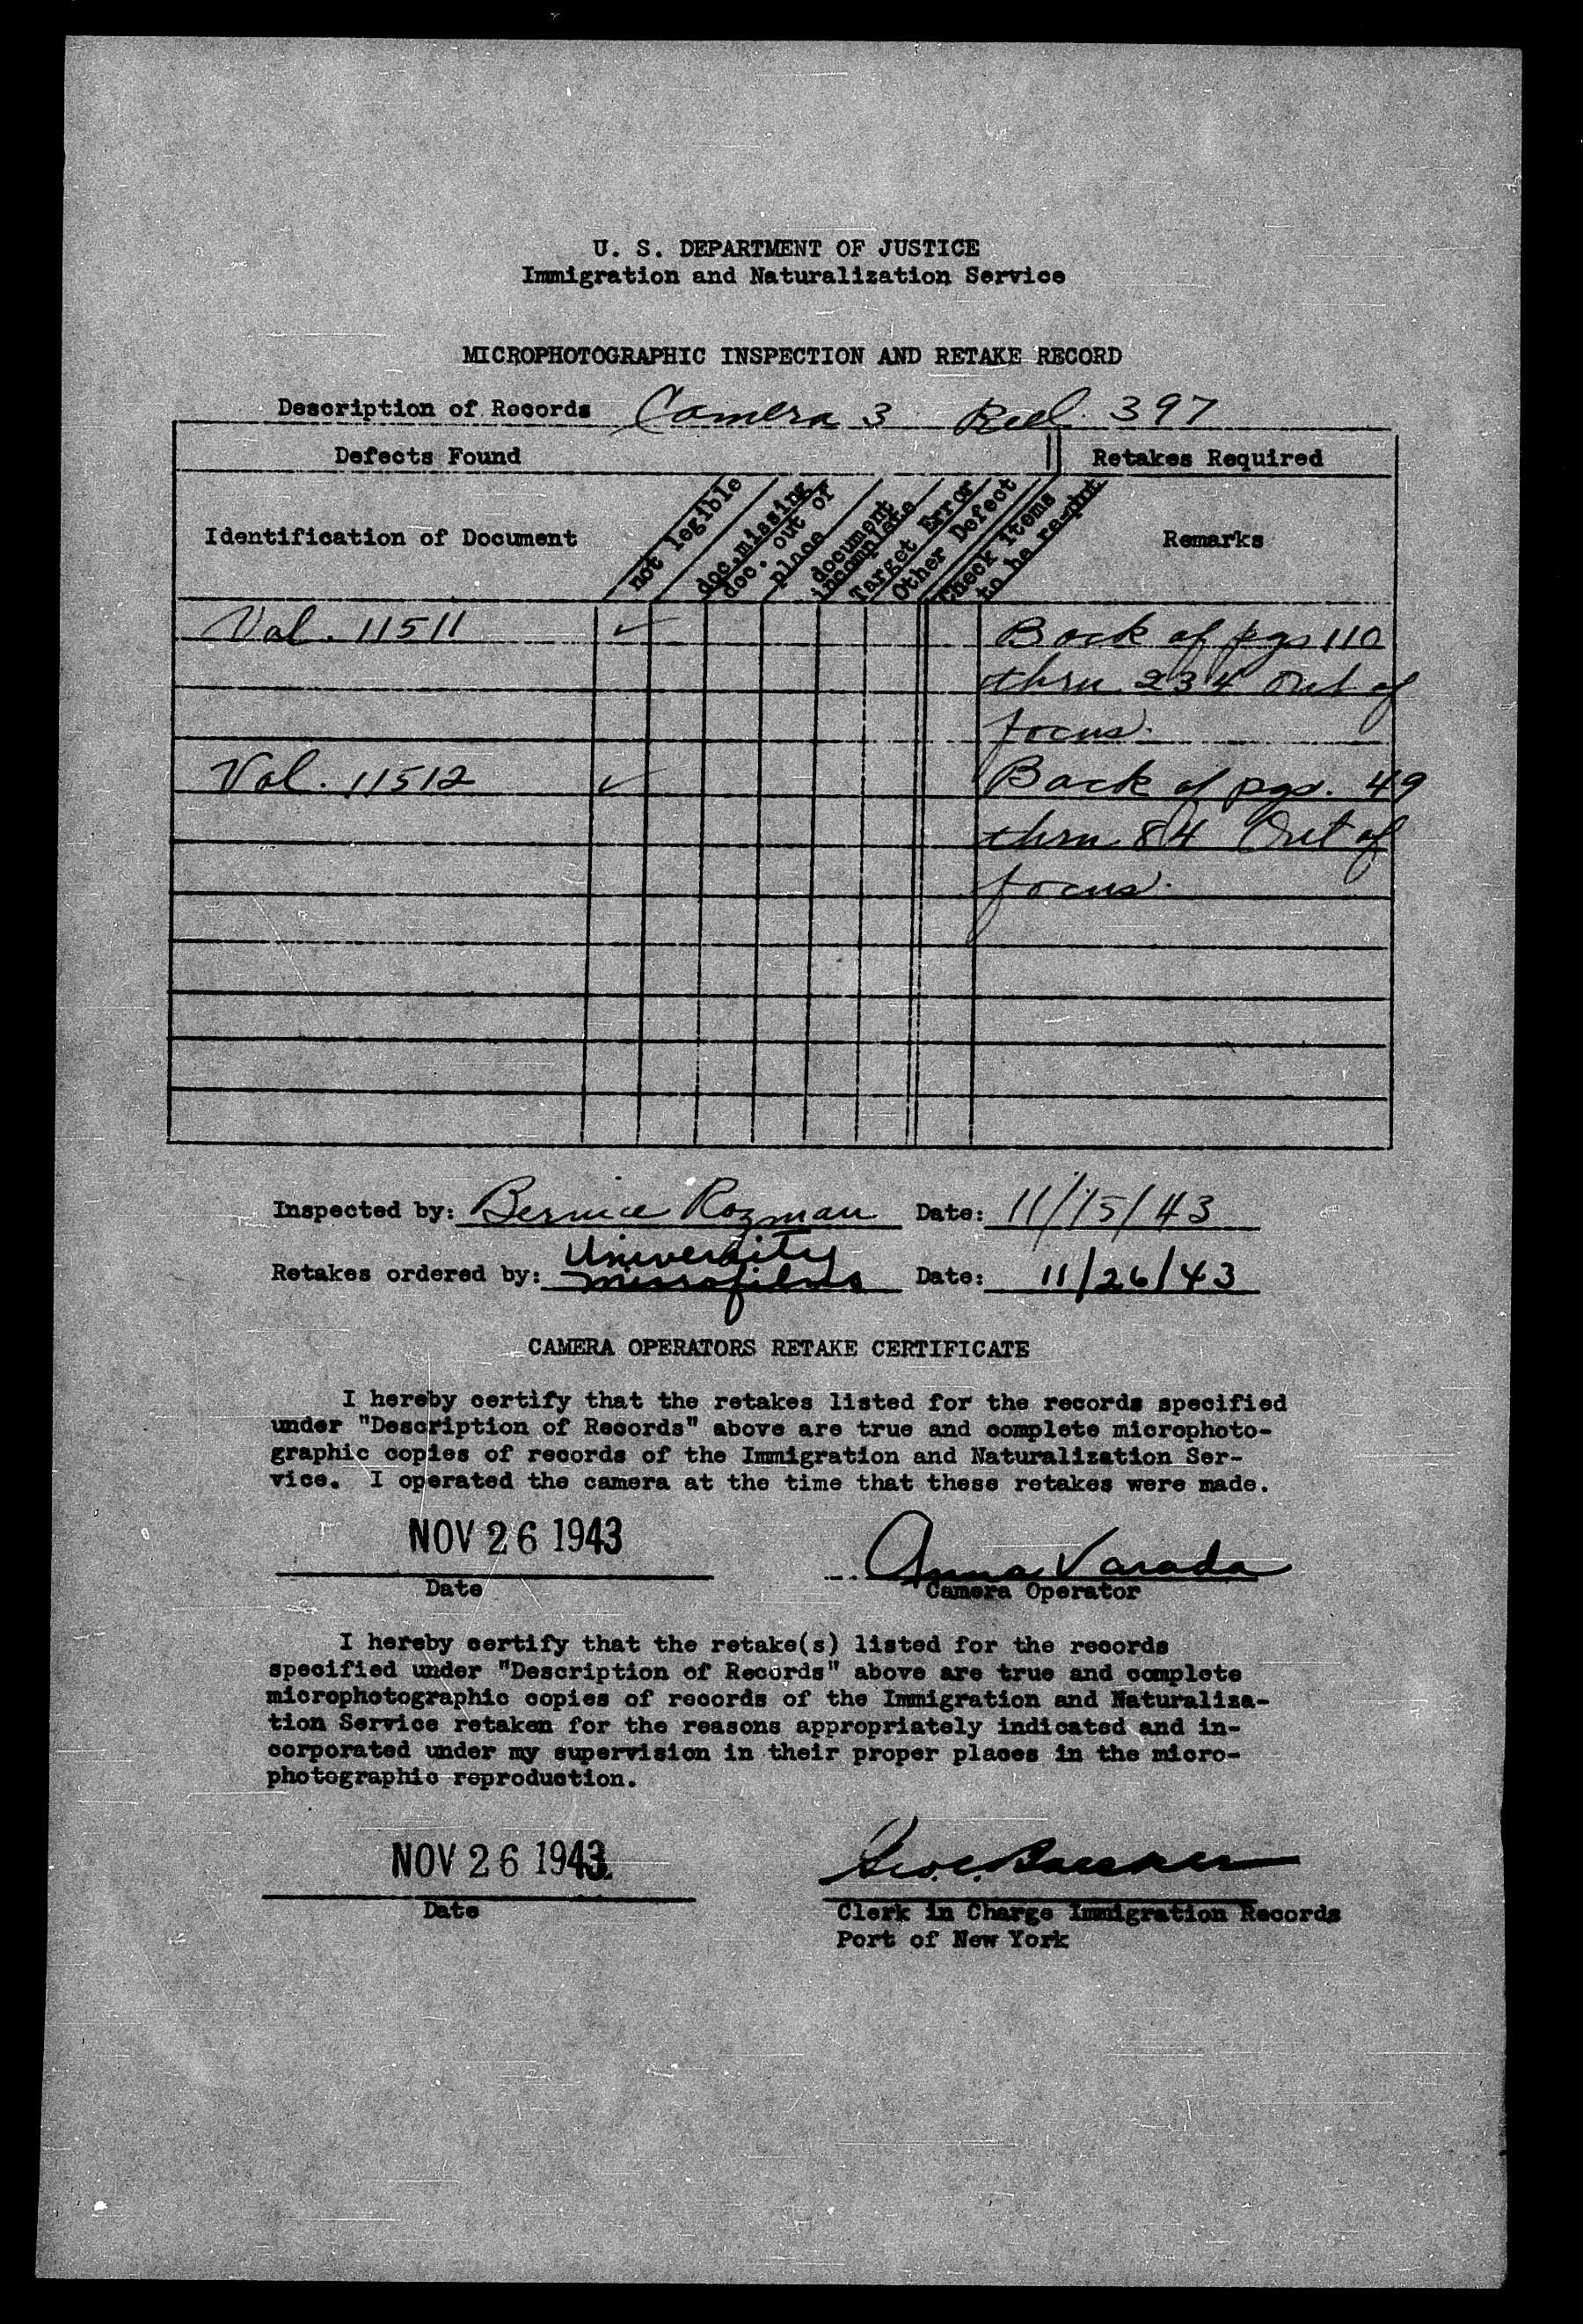 U. S. DEPARTMENT OF JUSTICE
Immigration and Naturalization Service
MICROPHOTOGRAPHIC INSPECTION AND RETAKE RECORD
Description of Records Camera 3 Reel 397
Defects Found
Retakes Required
Identification of Document
not legible
doc. missing
doc. out of
place
document
incomplete
Target Error
Other Defect
Check items
to be re-pht
Remarks
Vol. 11511 ✓ Back of pgs 110
thru 234 out of
focus.
Vol. 11512 ✓ Back of pgs. 49
thru 84 Out of
focus.
Inspected by: Bernice Rozman Date: 11/15/43
University
Retakes ordered by: microfilms Date: 11/26/43
CAMERA OPERATORS RETAKE CERTIFICATE
I hereby certify that the retakes listed for the records specified
under "Description of Records" above are true and complete microphoto-
graphic copies of records of the Immigration and Naturalization Ser-
vice. I operated the camera at the time that these retakes were made.
NOV 26 1943 Anna Varada
Date Camera Operator
I hereby certify that the retake(s) listed for the records
specified under "Description of Records" above are true and complete
microphotographic copies of records of the Immigration and Naturaliza-
tion Service retaken for the reasons appropriately indicated and in-
corporated under my supervision in their proper places in the micro-
photographic reproduction.
NOV 26 1943.
Date
Clerk in Charge Immigration Records
Port of New York